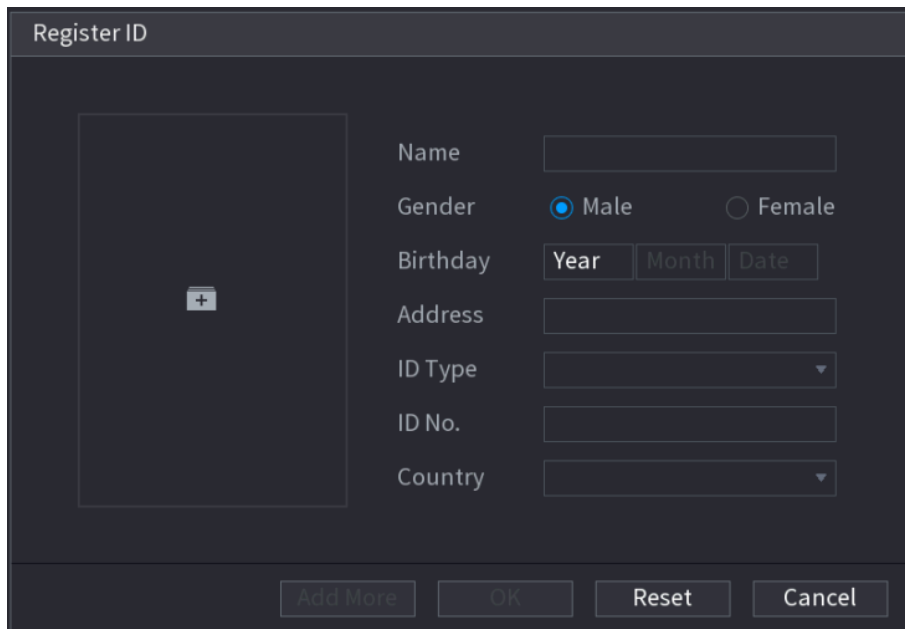 Register ID
Name
Gender Male Female
Birthday Year Month Date
Address
ID Type
ID No.
Country
Add More OK Reset Cancel